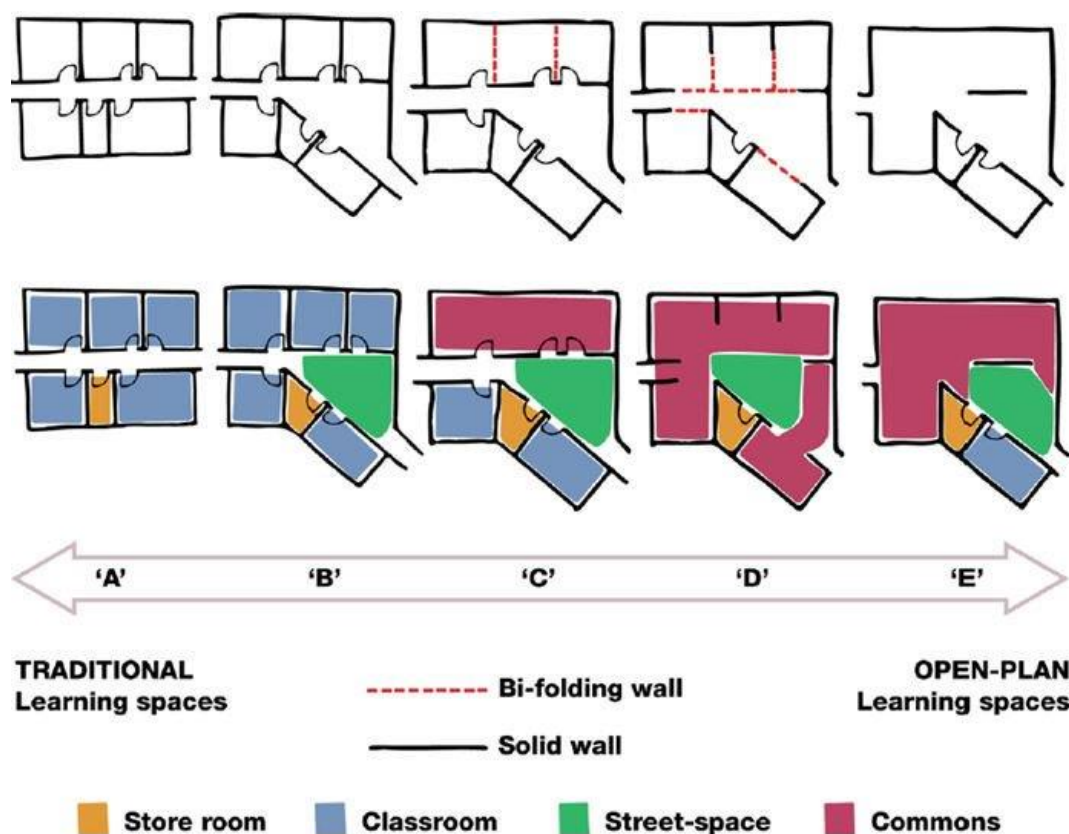 ‘A’ ‘B’ ‘C’ ‘D’ ‘E’
TRADITIONAL
Learning spaces
Bi-folding wall
Solid wall
OPEN-PLAN
Learning spaces
Store room Classroom Street-space Commons